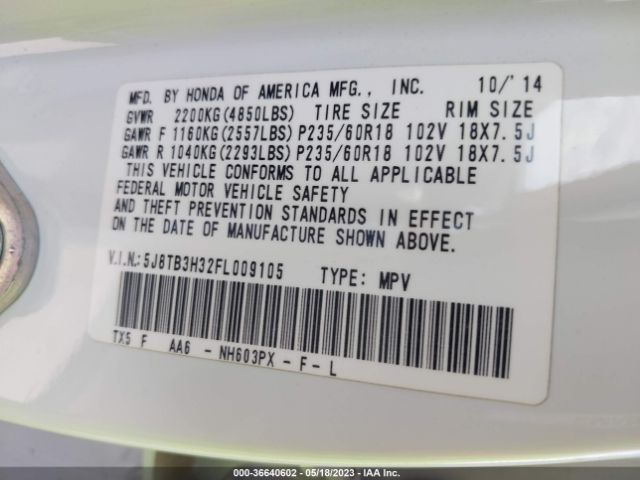 MFD. BY HONDA OF AMERICA MFG., INC. 10/'14
GVWR 2200KG(4850LBS) TIRE SIZE RIM SIZE
GAWR F 1160KG(2557LBS) P235/60R18 102V 18X7.5J
GAWR R 1040KG(2293LBS) P235/60R18 102V 18X7.5J
THIS VEHICLE CONFORMS TO ALL APPLICABLE
FEDERAL MOTOR VEHICLE SAFETY
AND THEFT PREVENTION STANDARDS IN EFFECT
ON THE DATE OF MANUFACTURE SHOWN ABOVE.
V.I.N.:5J8TB3H32FL009105 TYPE: MPV
TX5 F AA6 - NH603PX - F - L
000-36640602 - 05/18/2023 - IAA Inc.